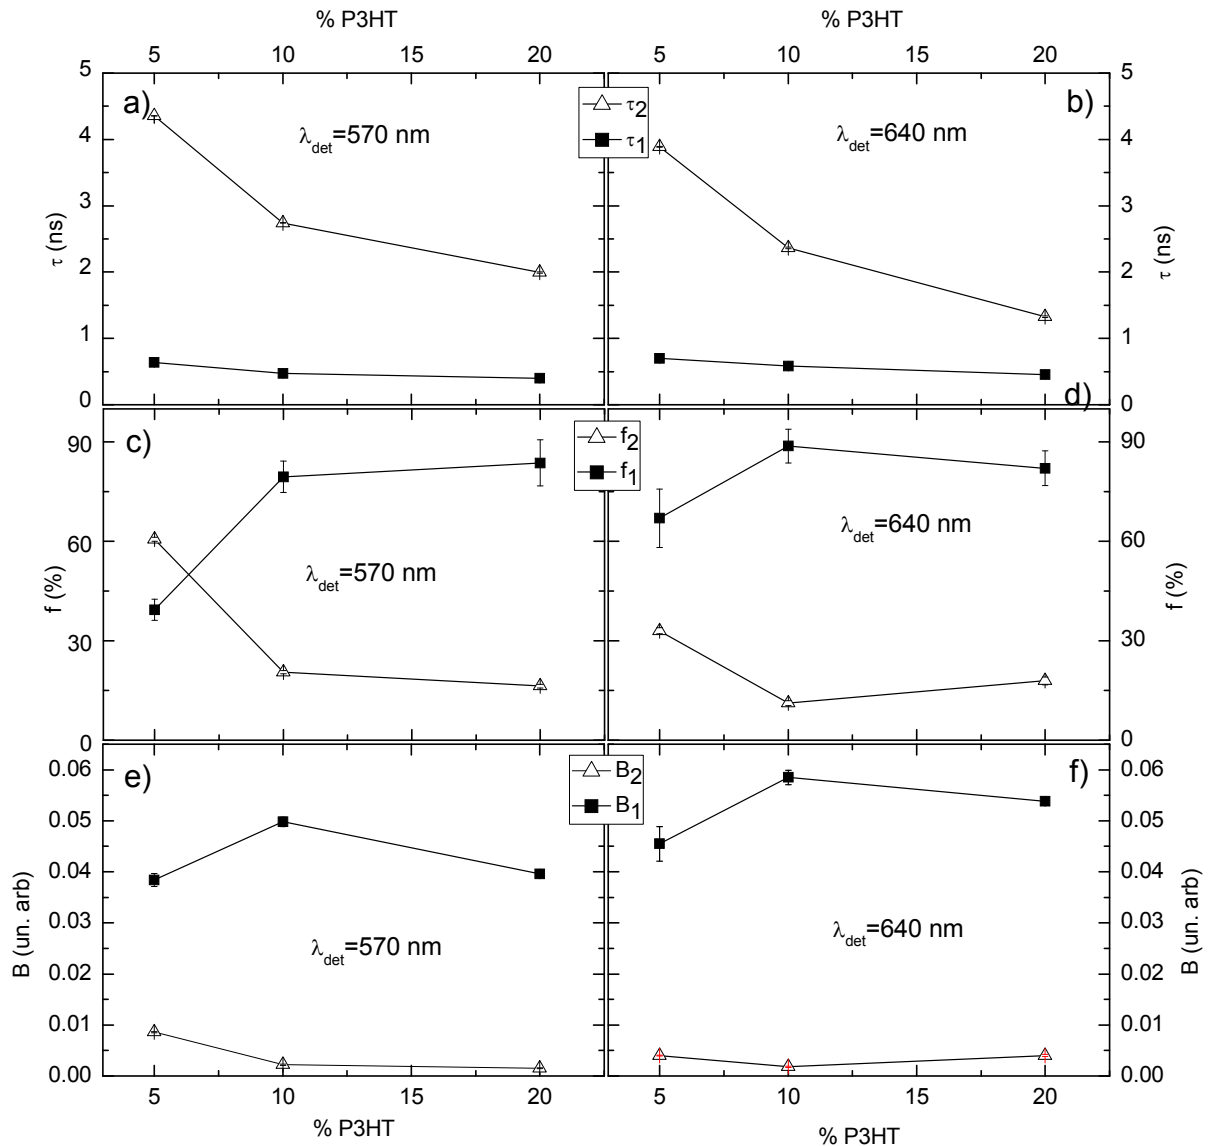 % P3HT
% P3HT
5 10 15 20
5 10 15 20
a)
λdet=570 nm
τ2
τ1
b)
λdet=640 nm
5
4
3
2
1
0
τ (ns)
5
4
3
2
1
0
τ (ns)
c)
λdet=570 nm
f2
f1
d)
λdet=640 nm
90
60
30
0
f (%)
90
60
30
0
f (%)
e)
λdet=570 nm
B2
B1
f)
λdet=640 nm
0.06
0.05
0.04
0.03
0.02
0.01
0.00
B (un. arb)
0.06
0.05
0.04
0.03
0.02
0.01
0.00
B (un. arb)
5 10 15 20
5 10 15 20
% P3HT
% P3HT